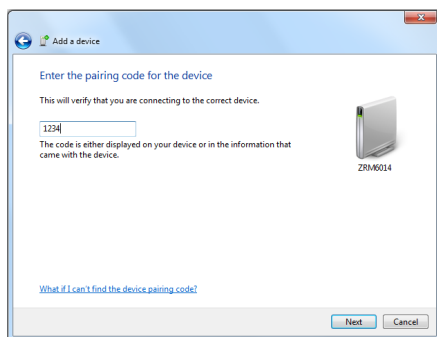 Add a device
Enter the pairing code for the device
This will verify that you are connecting to the correct device.
1234
The code is either displayed on your device or in the information that
came with the device.
ZRM6014
What if I can't find the device pairing code?
Next Cancel